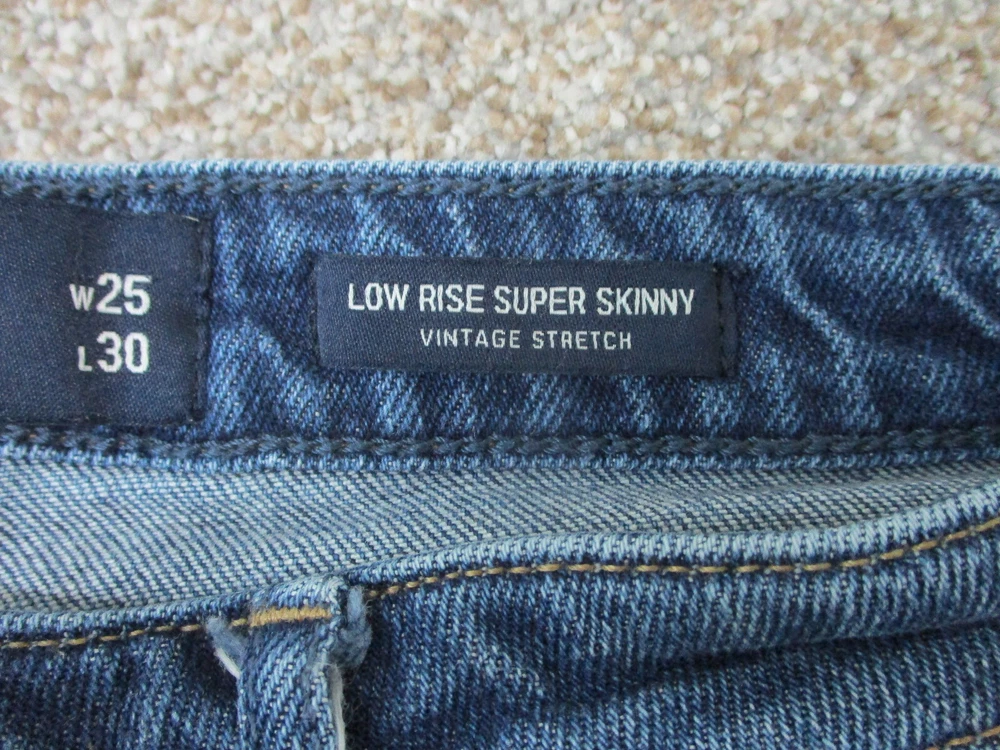 W25
L30
LOW RISE SUPER SKINNY
VINTAGE STRETCH